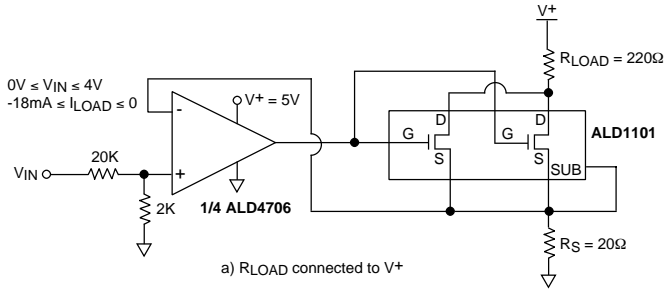 V+
0V ≤ VIN ≤ 4V
-18mA ≤ ILOAD ≤ 0
RLOAD = 220Ω
-
V+ = 5V
D
D
ALD1101
G
G
S
S
20K
VIN
+
SUB
2K
1/4 ALD4706
RS = 20Ω
a) RLOAD connected to V+